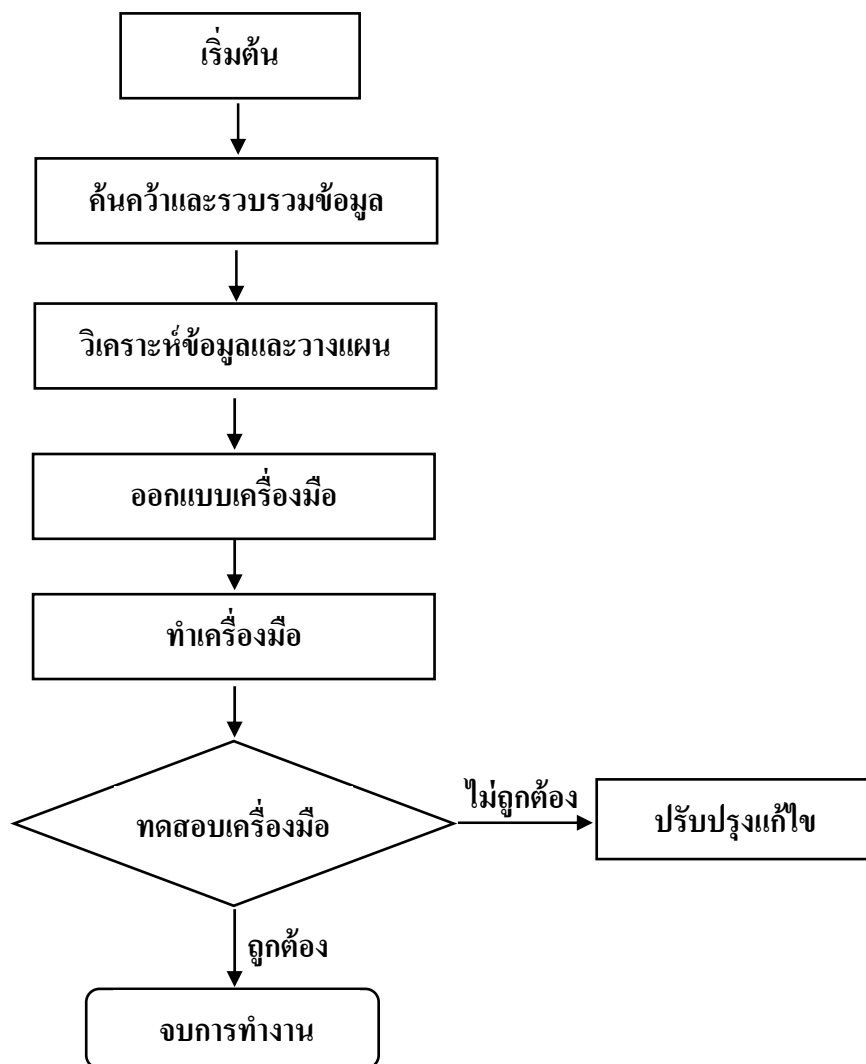 เริ่มต้น
ค้นคว้าและรวบรวมข้อมูล
วิเคราะห์ข้อมูลและวางแผน
ออกแบบเครื่องมือ
ทำเครื่องมือ
ทดสอบเครื่องมือ
ไม่ถูกต้อง
ปรับปรุงแก้ไข
ถูกต้อง
จบการทำงาน